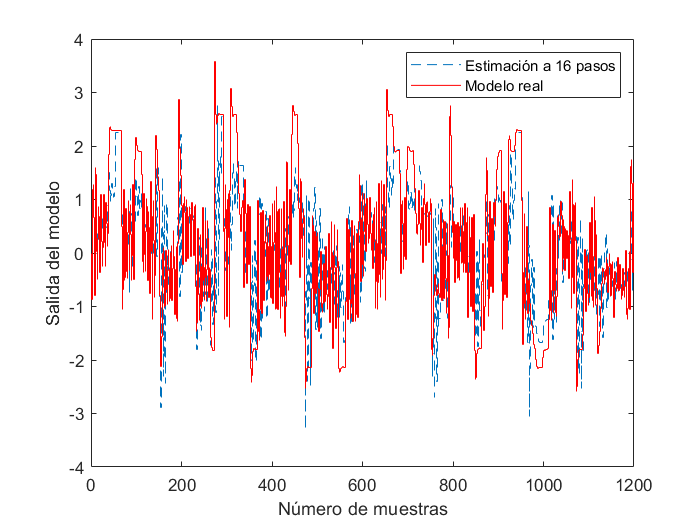 4
3
2
1
0
-1
-2
-3
-4
Salida del modelo
Estimación a 16 pasos
Modelo real
0 200 400 600 800 1000 1200
Número de muestras